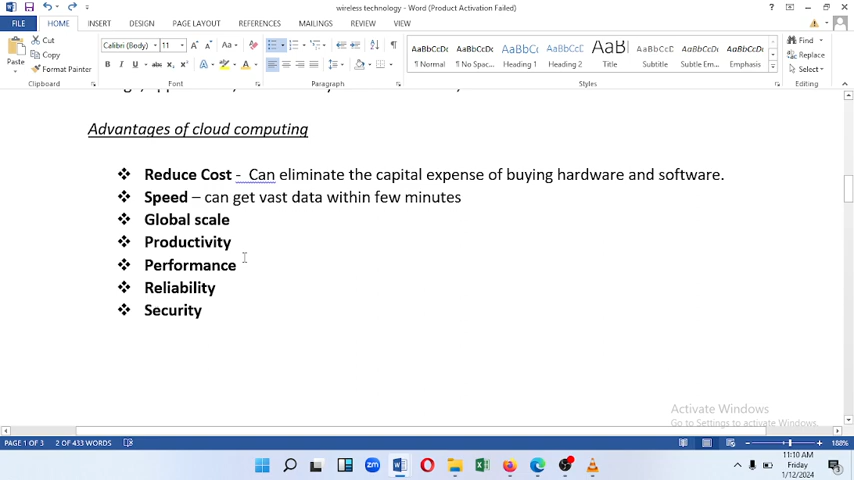 wireless technology - Word (Product Activation Failed)
FILE HOME INSERT DESIGN PAGE LAYOUT REFERENCES MAILINGS REVIEW VIEW
Cut
Copy
Format Painter
Paste
Calibri (Body) 11
Find
Replace
Select
AaBbCcDc AaBbCcDc AaBbCc AaBbCcC AaB AaBbCcD AaBbCcDc AaBbCcDc
¶ Normal ¶ No Spac... Heading 1 Heading 2 Title Subtitle Subtle Em... Emphasis
Clipboard Font Paragraph Styles Editing
Advantages of cloud computing
❖ Reduce Cost - Can eliminate the capital expense of buying hardware and software.
❖ Speed – can get vast data within few minutes
❖ Global scale
❖ Productivity
❖ Performance
❖ Reliability
❖ Security
Activate Windows
Go to Settings to activate Windows.
PAGE 1 OF 3 2 OF 433 WORDS 188%
11:10 AM
Friday
1/12/2024